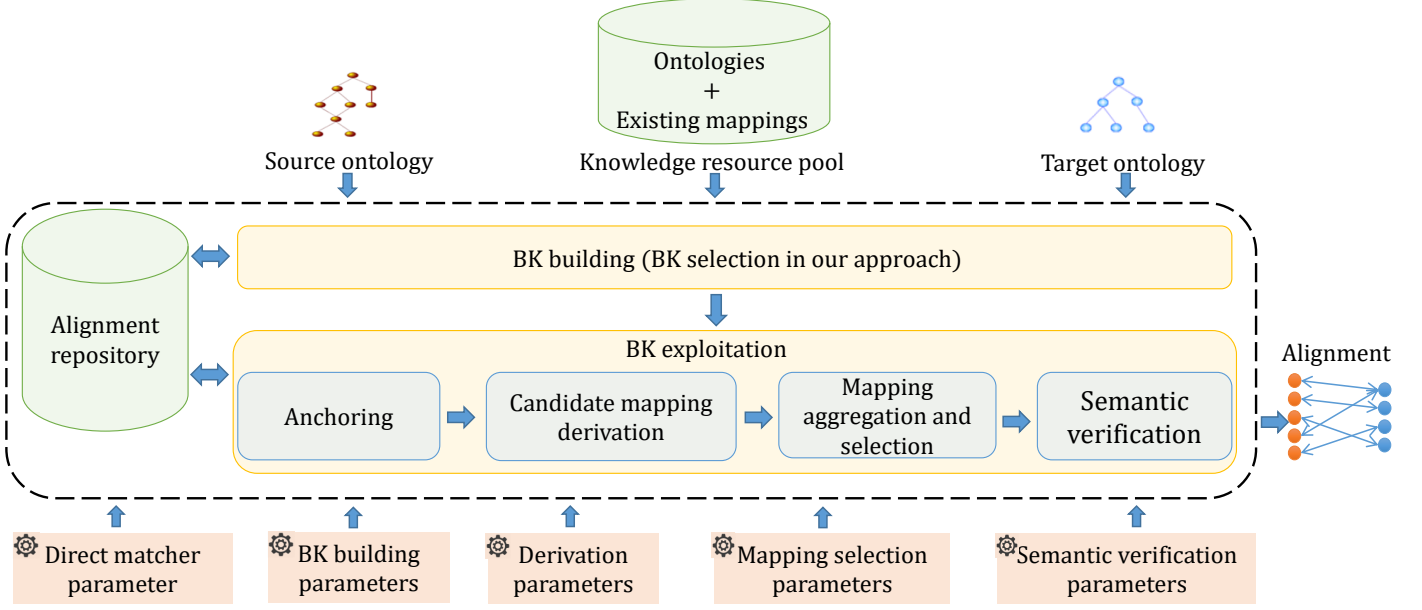 Ontologies
+
Existing mappings
Source ontology
Knowledge resource pool
Target ontology
BK building (BK selection in our approach)
Alignment
repository
BK exploitation
Anchoring
Candidate mapping
derivation
Mapping
aggregation and
selection
Semantic
verification
Alignment
Direct matcher
parameter
BK building
parameters
Derivation
parameters
Mapping selection
parameters
Semantic verification
parameters